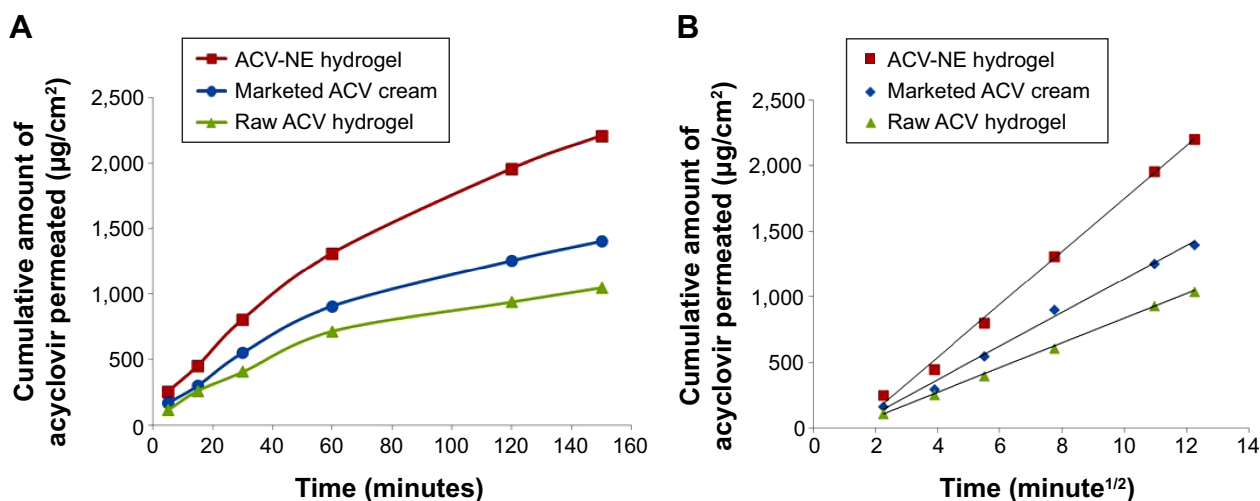 A
ACV-NE hydrogel
Marketed ACV cream
Raw ACV hydrogel
Cumulative amount of
acyclovir permeated (µg/cm²)
2,500
2,000
1,500
1,000
500
0
0 20 40 60 80 100 120 140 160
Time (minutes)
B
ACV-NE hydrogel
Marketed ACV cream
Raw ACV hydrogel
Cumulative amount of
acyclovir permeated (µg/cm²)
2,500
2,000
1,500
1,000
500
0
0 2 4 6 8 10 12 14
Time (minute¹/²)